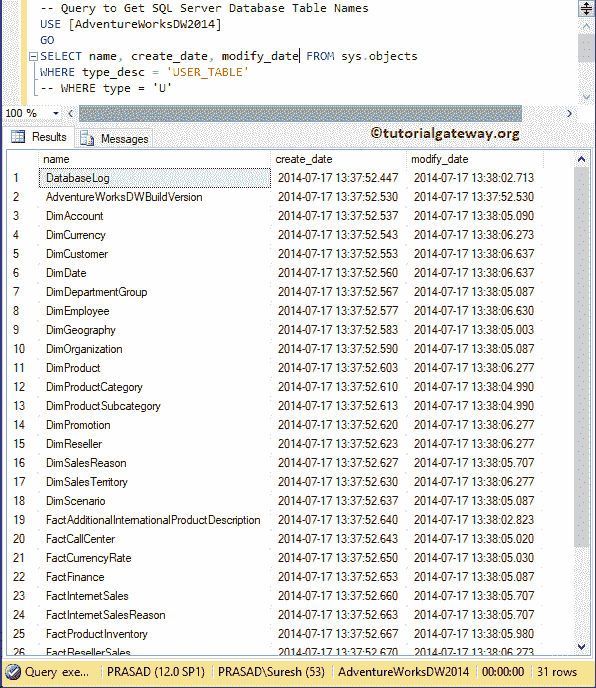 -- Query to Get SQL Server Database Table Names
USE [AdventureWorksDW2014]
GO
SELECT name, create_date, modify_date FROM sys.objects
WHERE type_desc = 'USER_TABLE'
-- WHERE type = 'U'
100 %
Results Messages
©tutorialgateway.org
name create_date modify_date
1 DatabaseLog 2014-07-17 13:37:52.447 2014-07-17 13:38:02.713
2 AdventureWorksDWBuildVersion 2014-07-17 13:37:52.530 2014-07-17 13:37:52.530
3 DimAccount 2014-07-17 13:37:52.537 2014-07-17 13:38:05.090
4 DimCurrency 2014-07-17 13:37:52.543 2014-07-17 13:38:06.273
5 DimCustomer 2014-07-17 13:37:52.553 2014-07-17 13:38:06.637
6 DimDate 2014-07-17 13:37:52.560 2014-07-17 13:38:06.637
7 DimDepartmentGroup 2014-07-17 13:37:52.567 2014-07-17 13:38:05.087
8 DimEmployee 2014-07-17 13:37:52.577 2014-07-17 13:38:06.630
9 DimGeography 2014-07-17 13:37:52.583 2014-07-17 13:38:05.003
10 DimOrganization 2014-07-17 13:37:52.590 2014-07-17 13:38:05.087
11 DimProduct 2014-07-17 13:37:52.603 2014-07-17 13:38:06.277
12 DimProductCategory 2014-07-17 13:37:52.610 2014-07-17 13:38:04.990
13 DimProductSubcategory 2014-07-17 13:37:52.613 2014-07-17 13:38:04.990
14 DimPromotion 2014-07-17 13:37:52.620 2014-07-17 13:38:06.277
15 DimReseller 2014-07-17 13:37:52.623 2014-07-17 13:38:06.277
16 DimSalesReason 2014-07-17 13:37:52.627 2014-07-17 13:38:05.707
17 DimSalesTerritory 2014-07-17 13:37:52.630 2014-07-17 13:38:06.277
18 DimScenario 2014-07-17 13:37:52.637 2014-07-17 13:38:05.087
19 FactAdditionalInternationalProductDescription 2014-07-17 13:37:52.640 2014-07-17 13:38:02.823
20 FactCallCenter 2014-07-17 13:37:52.643 2014-07-17 13:38:05.020
21 FactCurrencyRate 2014-07-17 13:37:52.650 2014-07-17 13:38:05.030
22 FactFinance 2014-07-17 13:37:52.653 2014-07-17 13:38:05.087
23 FactInternetSales 2014-07-17 13:37:52.660 2014-07-17 13:38:05.707
24 FactInternetSalesReason 2014-07-17 13:37:52.663 2014-07-17 13:38:05.707
25 FactProductInventory 2014-07-17 13:37:52.667 2014-07-17 13:38:05.980
26 FactResellerSales 2014-07-17 13:37:52.670 2014-07-17 13:38:06.277
Query exe... PRASAD (12.0 SP1) PRASAD\Suresh (53) AdventureWorksDW2014 00:00:00 31 rows